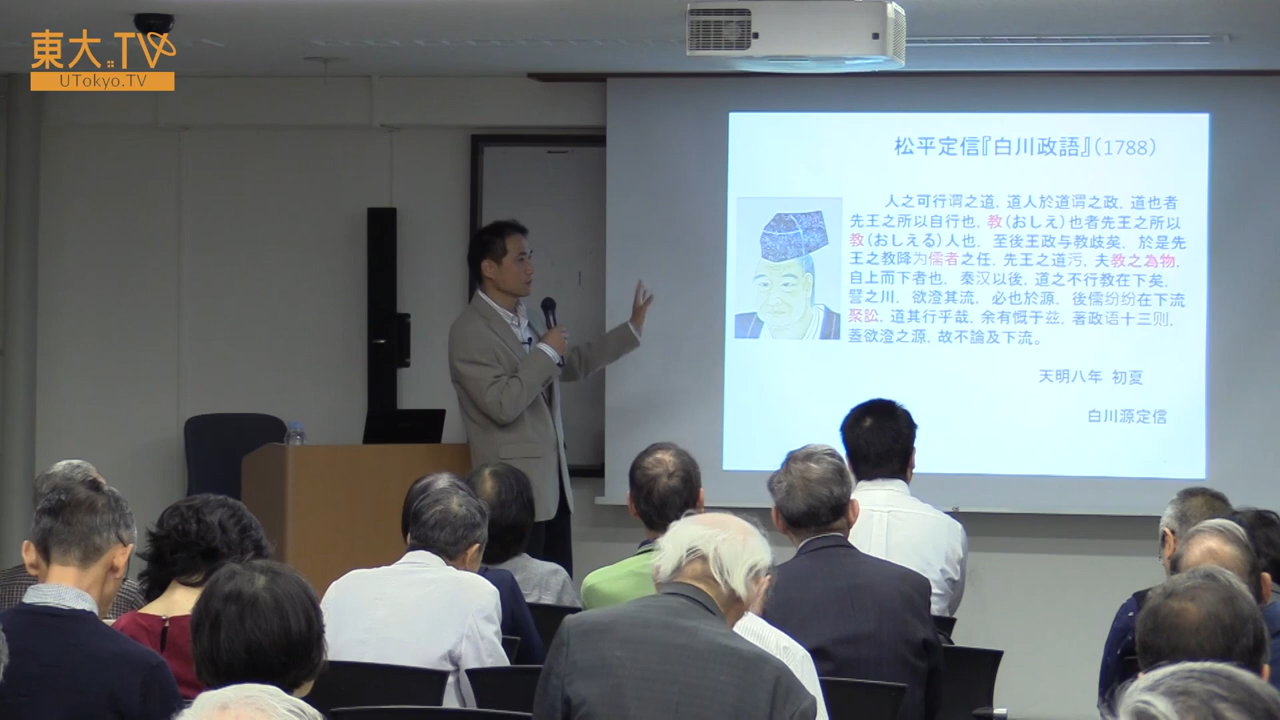 東大TV
UTokyo.TV
松平定信『白川政語』(1788)
人之可行谓之道, 道人於道谓之政, 道也者
先王之所以自行也, 教(おしえ)也者先王之所以
教(おしえる)人也, 至後王政与教歧矣, 於是先
王之教降为儒者之任, 先王之道污, 夫教之為物,
自上而下者也, 秦汉以後, 道之不行教在下矣,
譬之川, 欲澄其流, 必也於源, 後儒纷纷在下流
聚訟, 道其行乎哉, 余有慨于兹, 著政语十三则,
蓋欲澄之源, 故不論及下流。
天明八年 初夏
白川源定信